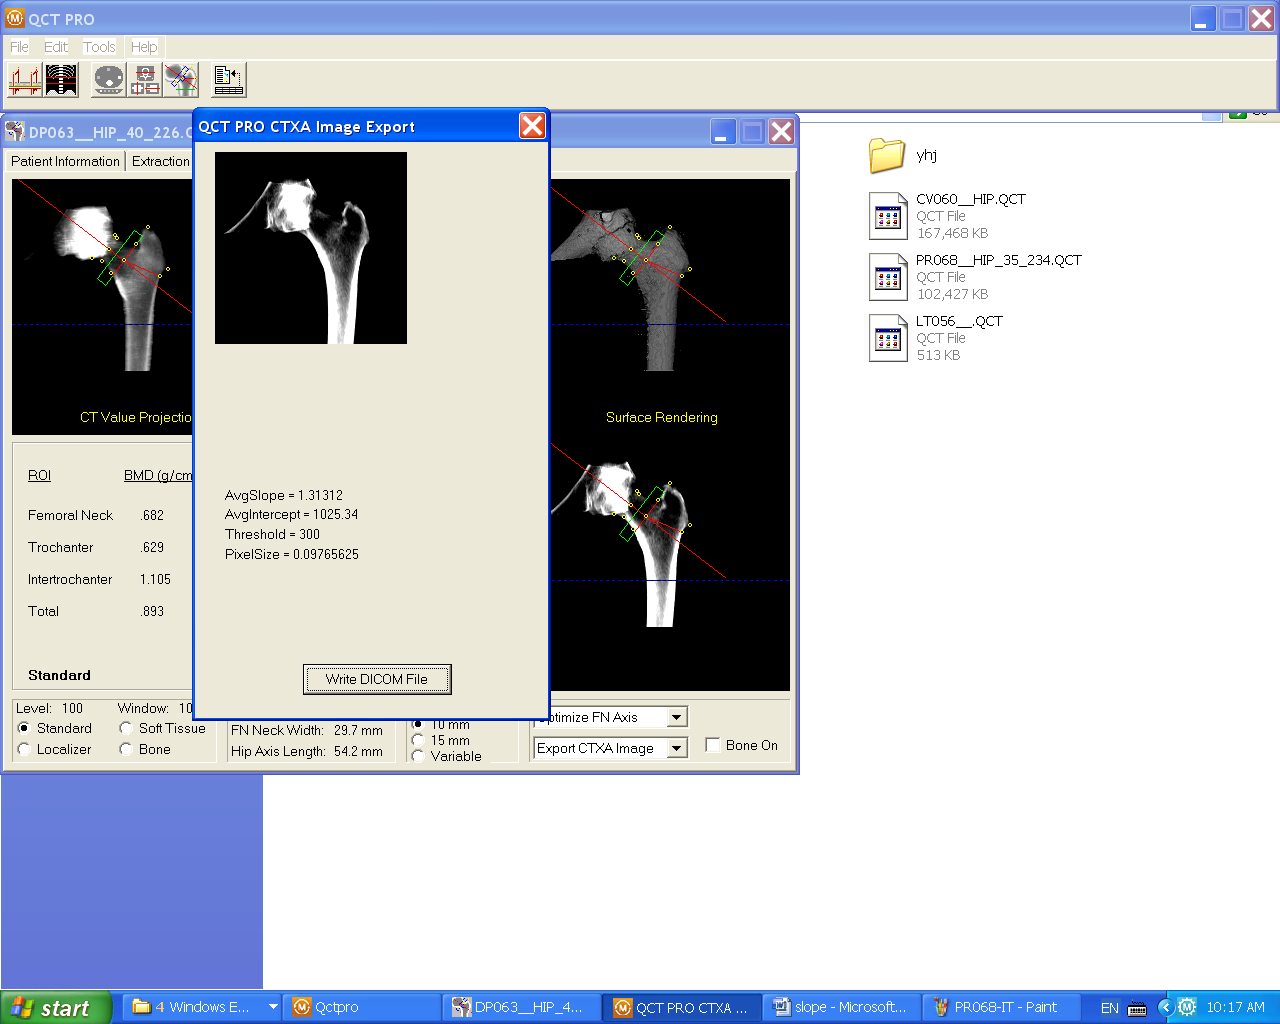 QCT PRO
File Edit Tools Help
DP063__HIP_40_226.Q
QCT PRO CTXA Image Export
Patient Information Extraction
yhj
CV060__HIP.QCT
QCT File
167,468 KB
PR068__HIP_35_234.QCT
QCT File
102,427 KB
LT056__.QCT
QCT File
513 KB
CT Value Projectio
Surface Rendering
ROI BMD (g/cm
Femoral Neck .682
Trochanter .629
Intertrochanter 1.105
Total .893
Standard
AvgSlope = 1.31312
AvgIntercept = 1025.34
Threshold = 300
PixelSize = 0.09765625
Write DICOM File
Level: 100 Window: 10
Standard Soft Tissue
Localizer Bone
FN Neck Width: 29.7 mm
Hip Axis Length: 54.2 mm
10 mm
15 mm
Variable
Optimize FN Axis
Export CTXA Image
Bone On
start
4 Windows E...
Qctpro
DP063__HIP_4...
QCT PRO CTXA ...
slope - Microsoft...
PR068-IT - Paint
EN
10:17 AM